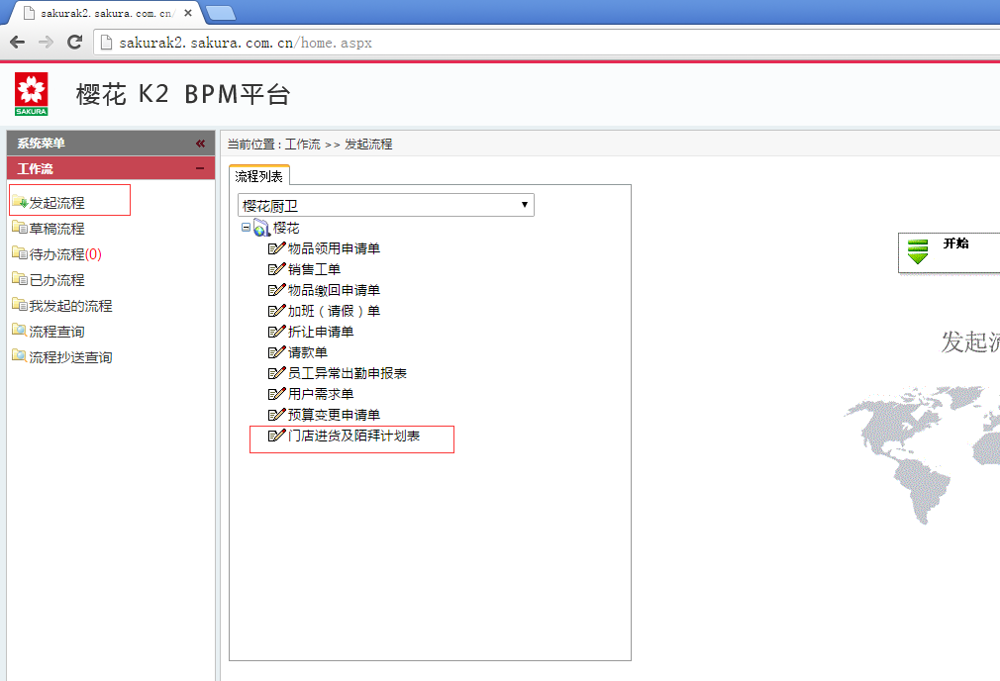 sakurak2.sakura.com.cn/
sakurak2.sakura.com.cn/home.aspx
SAKURA
樱花 K2 BPM平台
系统菜单
工作流
发起流程
草稿流程
待办流程(0)
已办流程
我发起的流程
流程查询
流程抄送查询
当前位置：工作流 >> 发起流程
流程列表
樱花厨卫
樱花
物品领用申请单
销售工单
物品缴回申请单
加班（请假）单
折让申请单
请款单
员工异常出勤申报表
用户需求单
预算变更申请单
门店进货及陌拜计划表
开始
发起流